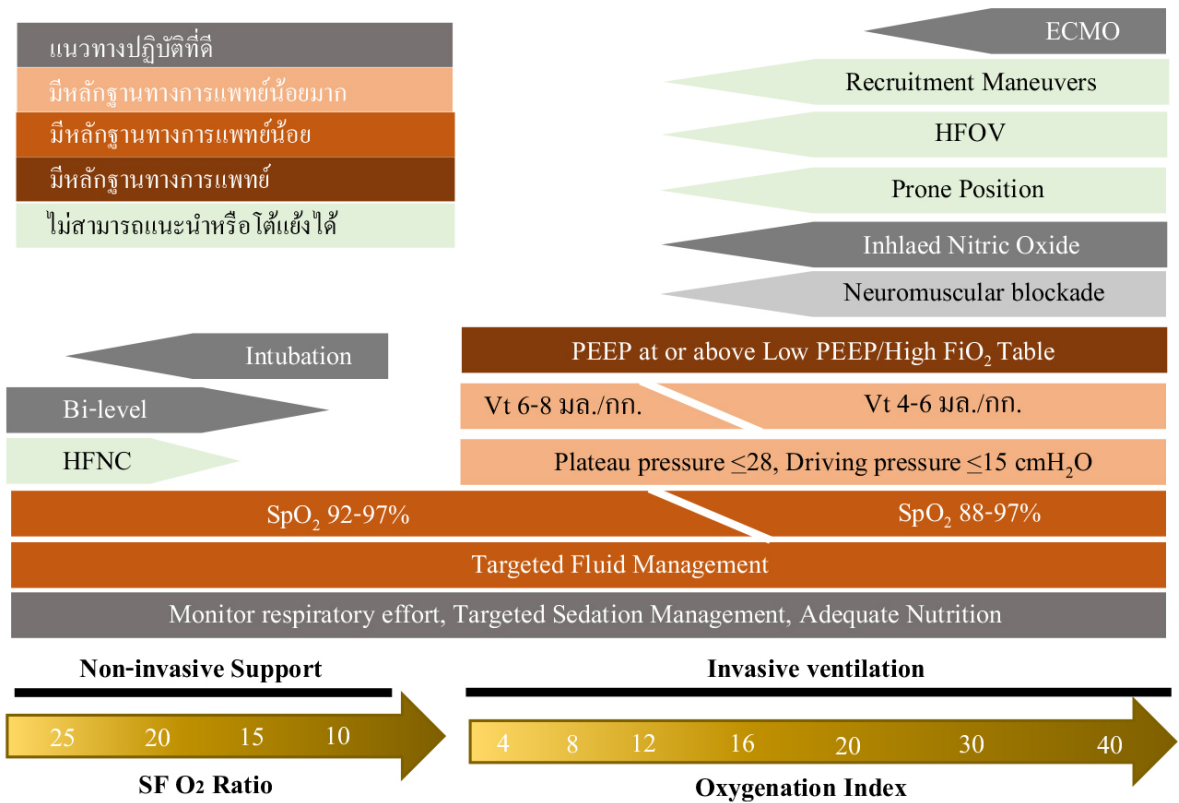 แนวทางปฏิบัติที่ดี
มีหลักฐานทางการแพทย์น้อยมาก
มีหลักฐานทางการแพทย์น้อย
มีหลักฐานทางการแพทย์
ไม่สามารถแนะนำหรือโต้แย้งได้
ECMO
Recruitment Maneuvers
HFOV
Prone Position
Inhlaed Nitric Oxide
Neuromuscular blockade
Intubation
PEEP at or above Low PEEP/High FiO₂ Table
Bi-level
Vt 6-8 มล./กก.
Vt 4-6 มล./กก.
HFNC
Plateau pressure ≤28, Driving pressure ≤15 cmH₂O
SpO₂ 92-97%
SpO₂ 88-97%
Targeted Fluid Management
Monitor respiratory effort, Targeted Sedation Management, Adequate Nutrition
Non-invasive Support
Invasive ventilation
25 20 15 10
4 8 12 16 20 30 40
SF O₂ Ratio
Oxygenation Index